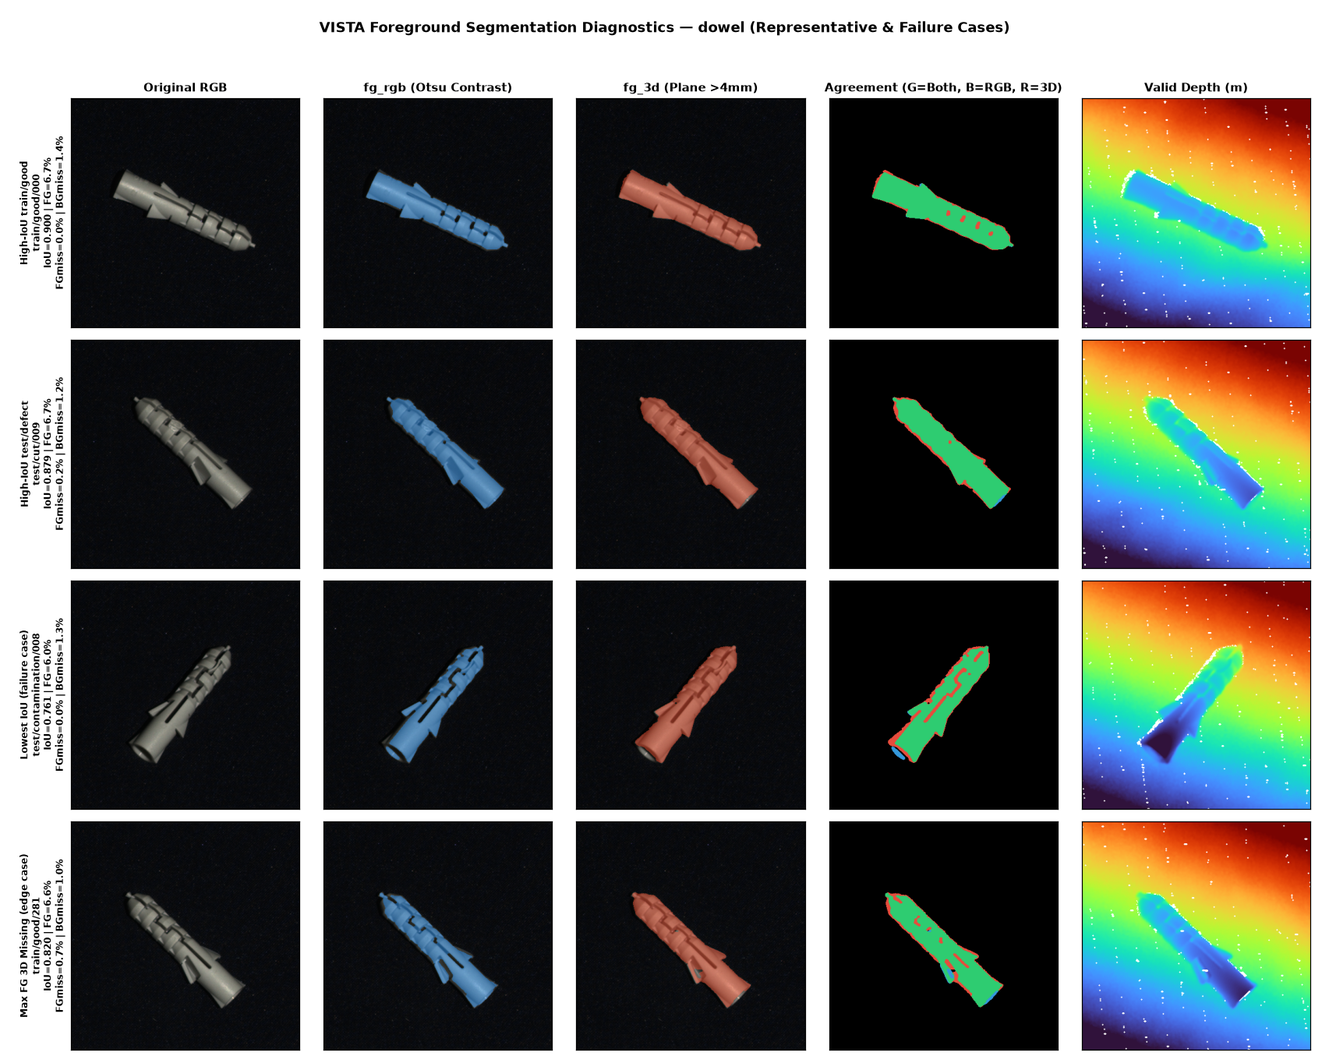 VISTA Foreground Segmentation Diagnostics — dowel (Representative & Failure Cases)
Original RGB
fg_rgb (Otsu Contrast)
fg_3d (Plane >4mm)
Agreement (G=Both, B=RGB, R=3D)
Valid Depth (m)
High-IoU train/good
train/good/000
IoU=0.900 | FG=6.7%
FGmiss=0.0% | BGmiss=1.4%
High-IoU test/defect
test/cut/009
IoU=0.879 | FG=6.7%
FGmiss=0.2% | BGmiss=1.2%
Lowest IoU (failure case)
test/contamination/008
IoU=0.761 | FG=6.0%
FGmiss=0.0% | BGmiss=1.3%
Max FG 3D Missing (edge case)
train/good/281
IoU=0.820 | FG=6.6%
FGmiss=0.7% | BGmiss=1.0%